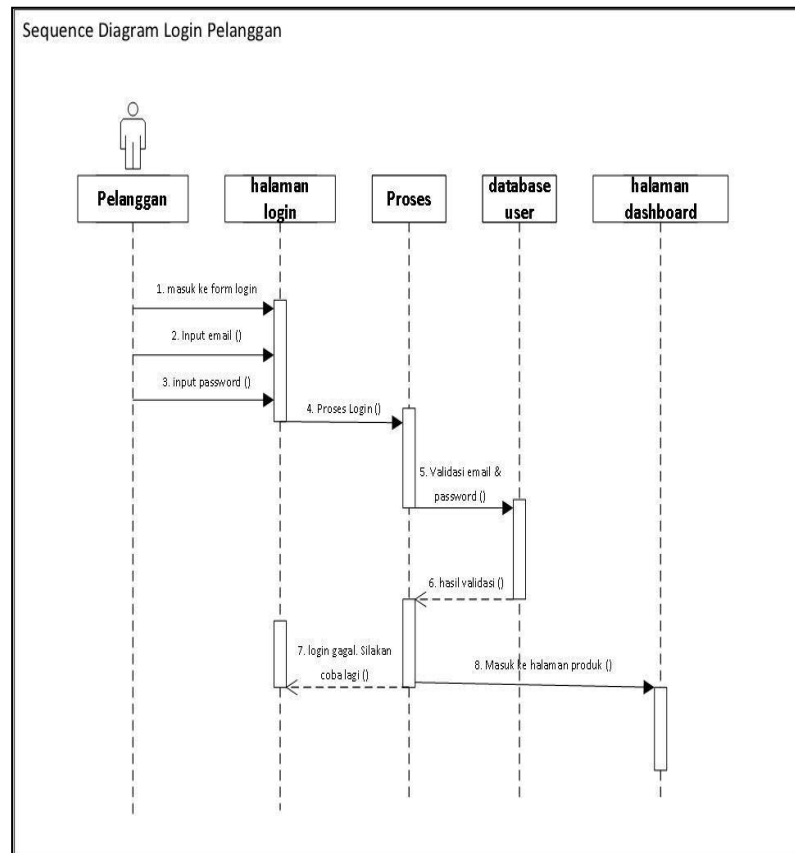 Sequence Diagram Login Pelanggan
Pelanggan
halaman
login
Proses
database
user
halaman
dashboard
1. masuk ke form login
2. Input email ()
3. input password ()
4. Proses Login ()
5. Validasi email &
password ()
6. hasil validasi ()
7. login gagal. Silakan
coba lagi ()
8. Masuk ke halaman produk ()